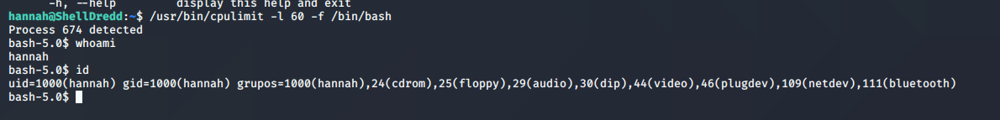 -h, --help           display this help and exit
hannah@ShellDredd:~$ /usr/bin/cpulimit -l 60 -f /bin/bash
Process 674 detected
bash-5.0$ whoami
hannah
bash-5.0$ id
uid=1000(hannah) gid=1000(hannah) grupos=1000(hannah),24(cdrom),25(floppy),29(audio),30(dip),44(video),46(plugdev),109(netdev),111(bluetooth)
bash-5.0$